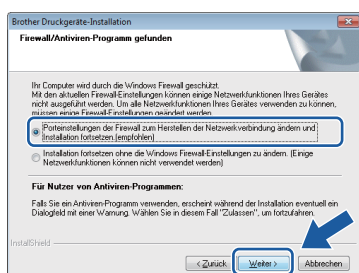 Brother Druckgeräte-Installation
Firewall/Antiviren-Programm gefunden
Ihr Computer wird durch die Windows Firewall geschützt.
Mit den aktuellen Firewall-Einstellungen können einige Netzwerkfunktionen Ihres Gerätes
nicht ausgeführt werden. Um alle Netzwerkfunktionen Ihres Gerätes verwenden zu können,
müssen einige Firewall-Einstellungen geändert werden.
Porteinstellungen der Firewall zum Herstellen der Netzwerkverbindung ändern und
Installation fortsetzen.(empfohlen)
Installation fortsetzen ohne die Windows Firewall-Einstellungen zu ändern. (Einige
Netzwerkfunktionen können nicht verwendet werden)
Für Nutzer von Antiviren-Programmen:
Falls Sie ein Antiviren-Programm verwenden, erscheint während der Installation eventuell ein
Dialogfeld mit einer Warnung. Wählen Sie in diesem Fall "Zulassen", um fortzufahren.
InstallShield
< Zurück Weiter > Abbrechen